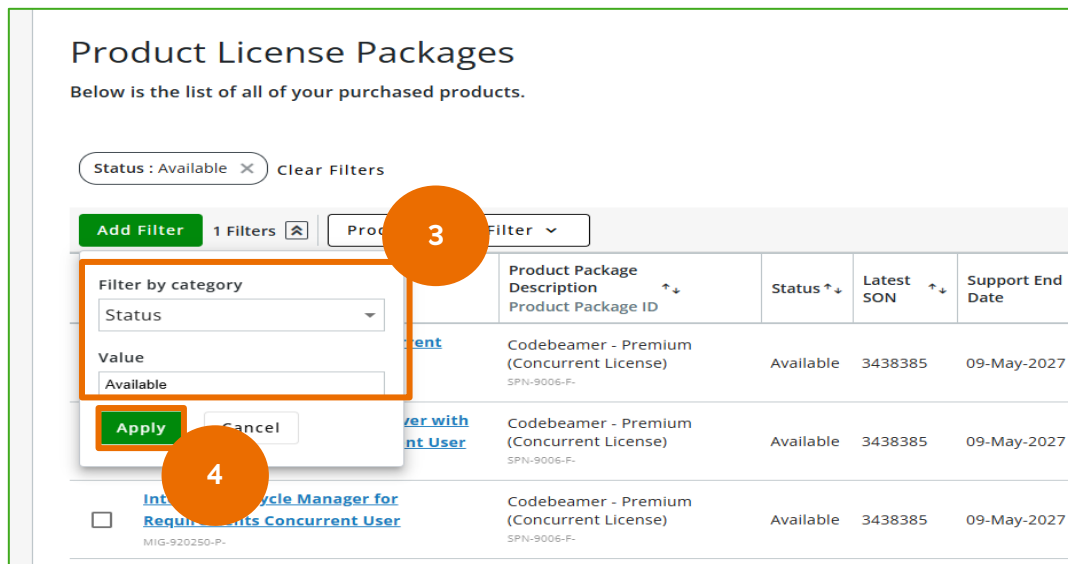 Product License Packages
Below is the list of all of your purchased products.
Status : Available ✕ Clear Filters
Add Filter 1 Filters Filter
3
Filter by category
Status
Value
Available
Apply Cancel
4
Product Package
Description
Product Package ID
Status
Latest
SON
Support End
Date
Codebeamer - Premium
(Concurrent License)
SPN-9006-F-
Available 3438385 09-May-2027
with
User
Codebeamer - Premium
(Concurrent License)
SPN-9006-F-
Available 3438385 09-May-2027
Manager for
Concurrent User
MIG-920250-P-
Codebeamer - Premium
(Concurrent License)
SPN-9006-F-
Available 3438385 09-May-2027